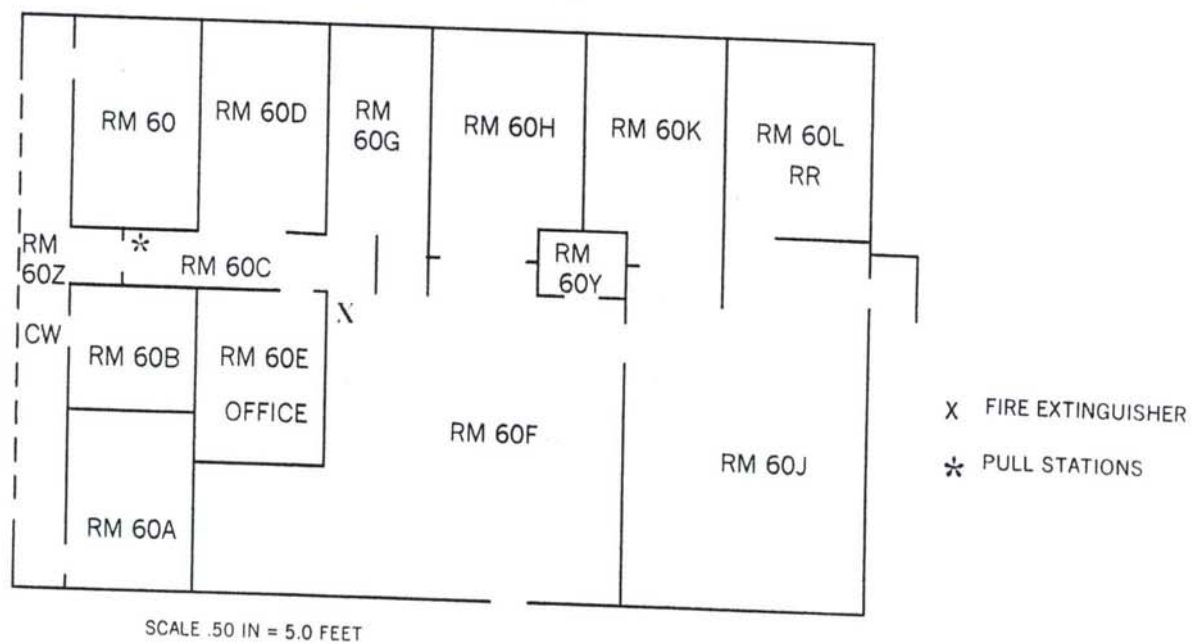 RM 60
RM 60D
RM
60G
RM 60H
RM 60K
RM 60L
RR
RM
60Z
*
RM 60C
RM
60Y
CW
X
RM 60B
RM 60E
OFFICE
RM 60F
RM 60J
RM 60A
X FIRE EXTINGUISHER
* PULL STATIONS
SCALE .50 IN = 5.0 FEET